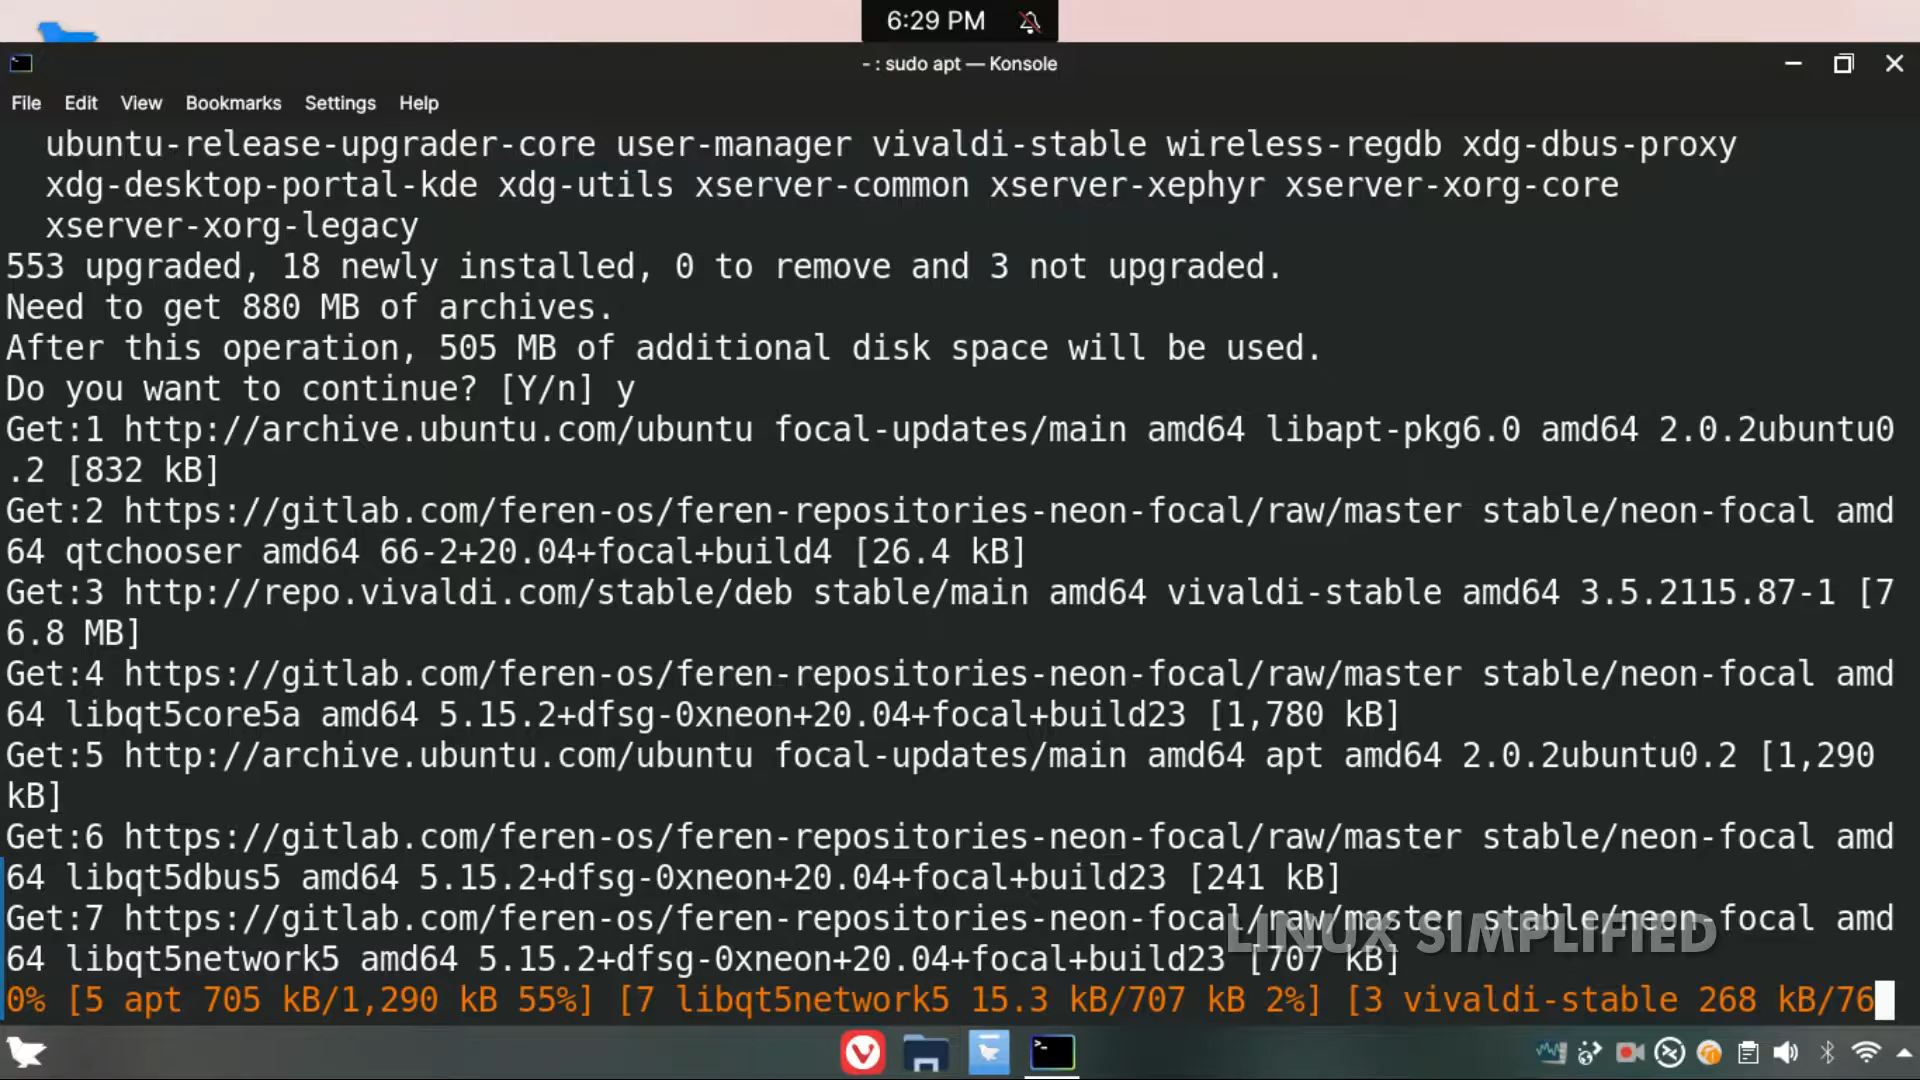 6:29 PM
- : sudo apt — Konsole
File Edit View Bookmarks Settings Help
ubuntu-release-upgrader-core user-manager vivaldi-stable wireless-regdb xdg-dbus-proxy
xdg-desktop-portal-kde xdg-utils xserver-common xserver-xephyr xserver-xorg-core
xserver-xorg-legacy
553 upgraded, 18 newly installed, 0 to remove and 3 not upgraded.
Need to get 880 MB of archives.
After this operation, 505 MB of additional disk space will be used.
Do you want to continue? [Y/n] y
Get:1 http://archive.ubuntu.com/ubuntu focal-updates/main amd64 libapt-pkg6.0 amd64 2.0.2ubuntu0
.2 [832 kB]
Get:2 https://gitlab.com/feren-os/feren-repositories-neon-focal/raw/master stable/neon-focal amd
64 qtchooser amd64 66-2+20.04+focal+build4 [26.4 kB]
Get:3 http://repo.vivaldi.com/stable/deb stable/main amd64 vivaldi-stable amd64 3.5.2115.87-1 [7
6.8 MB]
Get:4 https://gitlab.com/feren-os/feren-repositories-neon-focal/raw/master stable/neon-focal amd
64 libqt5core5a amd64 5.15.2+dfsg-0xneon+20.04+focal+build23 [1,780 kB]
Get:5 http://archive.ubuntu.com/ubuntu focal-updates/main amd64 apt amd64 2.0.2ubuntu0.2 [1,290
kB]
Get:6 https://gitlab.com/feren-os/feren-repositories-neon-focal/raw/master stable/neon-focal amd
64 libqt5dbus5 amd64 5.15.2+dfsg-0xneon+20.04+focal+build23 [241 kB]
Get:7 https://gitlab.com/feren-os/feren-repositories-neon-focal/raw/master stable/neon-focal amd
64 libqt5network5 amd64 5.15.2+dfsg-0xneon+20.04+focal+build23 [707 kB]
LINUX SIMPLIFIED
0% [5 apt 705 kB/1,290 kB 55%] [7 libqt5network5 15.3 kB/707 kB 2%] [3 vivaldi-stable 268 kB/76